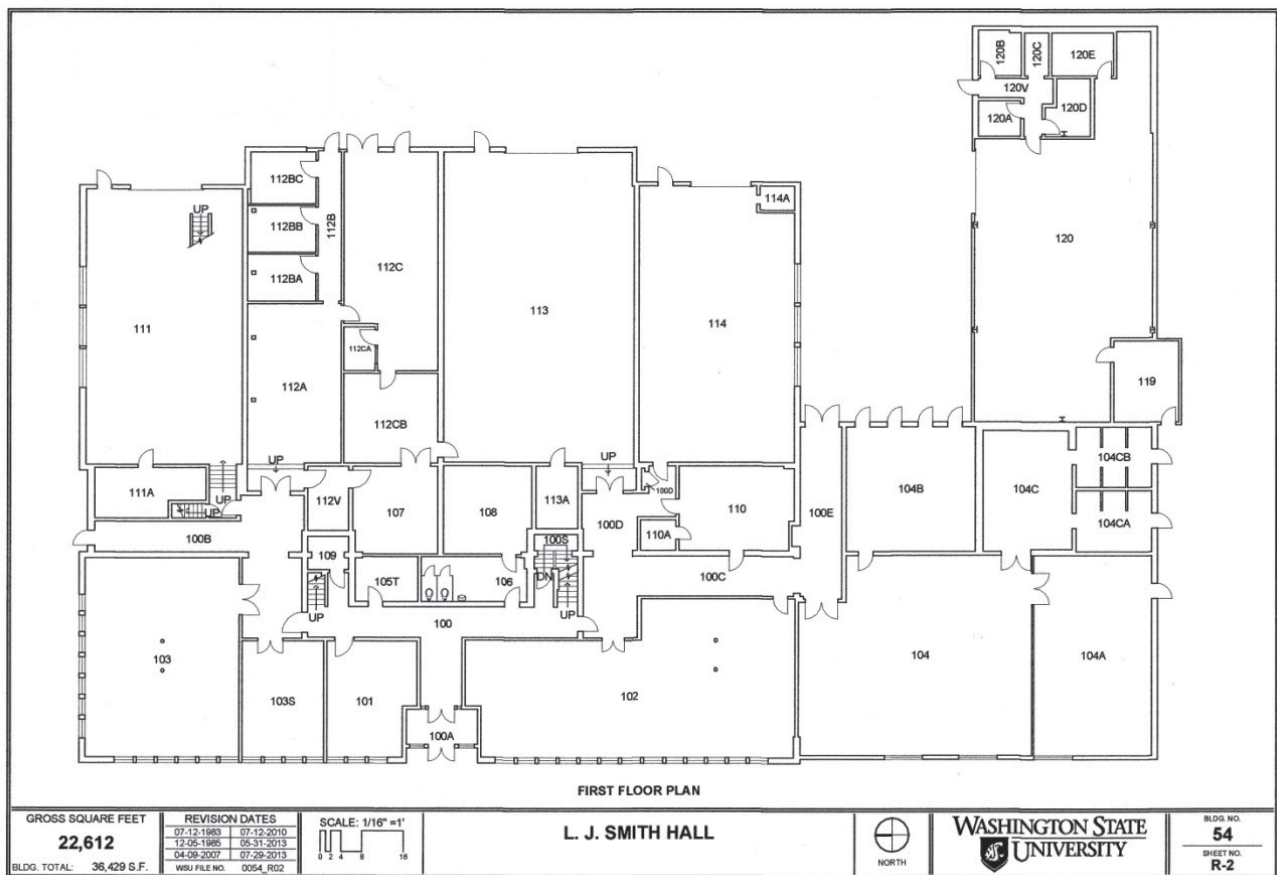 120B
120C
120E
120V
120D
120A
112BC
UP
112BB
112B
112BA
114A
112C
120
111
113
114
112CA
112A
119
112CB
UP
UP
104CB
111A
UP
UP
112V
107
108
113A
100D
110
104B
104C
100B
100D
110A
100E
104CA
109
100S
105T
106
DN
100C
UP
100
UP
103
104
104A
103S
101
102
100A
FIRST FLOOR PLAN
GROSS SQUARE FEET
22,612
BLDG. TOTAL: 36,429 S.F.
REVISION DATES
07-12-1983 07-12-2010
12-05-1985 05-31-2013
04-09-2007 07-29-2013
WSU FILE NO. 0054_R02
SCALE: 1/16" =1'
0 2 4 8 16
L. J. SMITH HALL
NORTH
WASHINGTON STATE
UNIVERSITY
BLDG. NO.
54
SHEET NO.
R-2